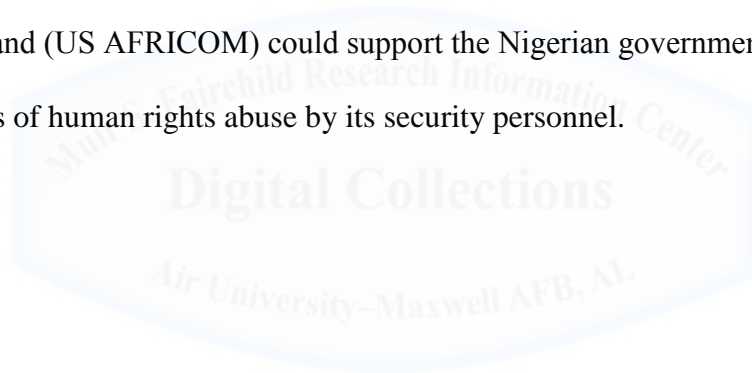 and (US AFRICOM) could support the Nigerian governmen
s of human rights abuse by its security personnel.
Muir S. Fairchild Research Information Center
Digital Collections
Air University–Maxwell AFB, AL